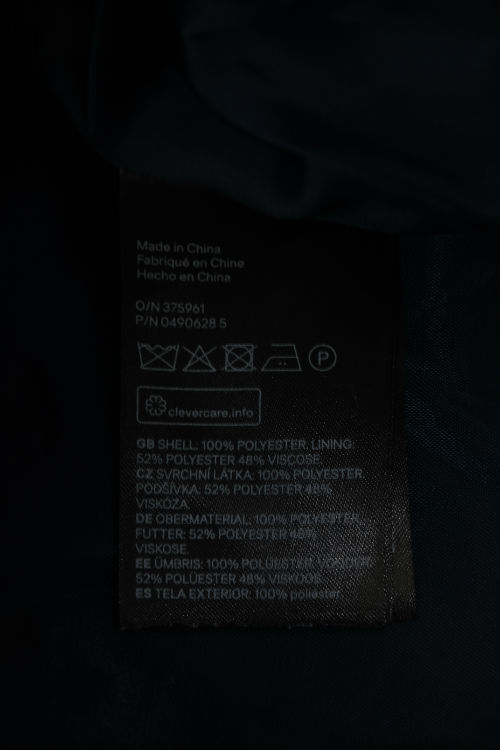 Made in China
Fabriqué en Chine
Hecho en China
O/N 375961
P/N 0490628 5
P
clevercare.info
GB SHELL: 100% POLYESTER. LINING:
52% POLYESTER 48% VISCOSE.
CZ SVRCHNÍ LÁTKA: 100% POLYESTER.
PODŠÍVKA: 52% POLYESTER 48%
VISKÓZA.
DE OBERMATERIAL: 100% POLYESTER.
FUTTER: 52% POLYESTER 48%
VISKOSE.
EE ÜMBRIS: 100% POLÜESTER. VOODER:
52% POLÜESTER 48% VISKOOS.
ES TELA EXTERIOR: 100% poliéster.